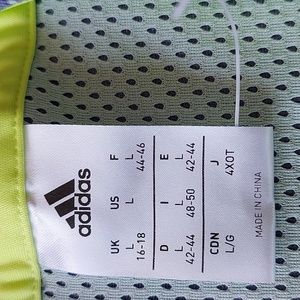 adidas
UK US F
L L L
16-18 44-46
D I E
L L L
42-44 48-50 42-44
CDN J
L/G 4XOT
MADE IN CHINA